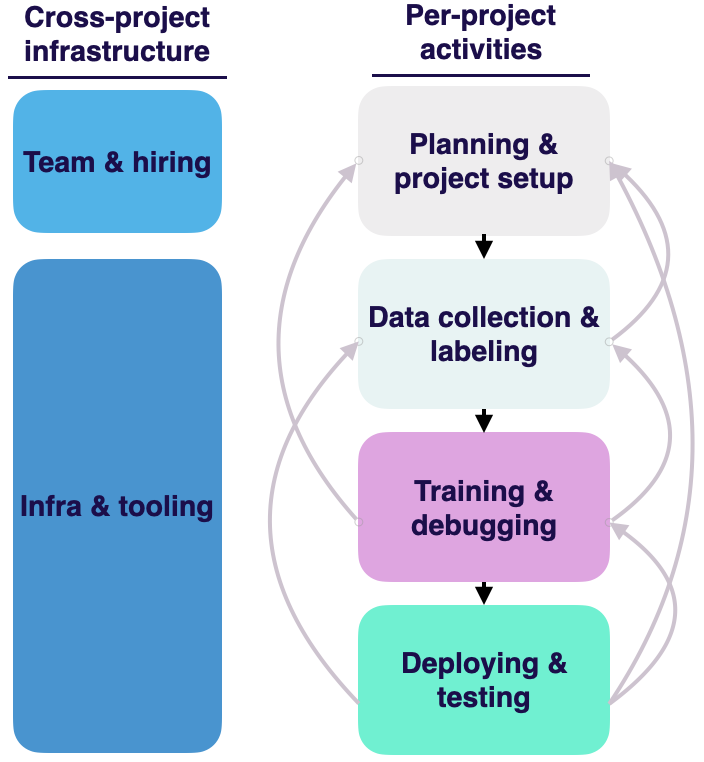 Cross-project
infrastructure
Team & hiring
Infra & tooling
Per-project
activities
Planning &
project setup
Data collection &
labeling
Training &
debugging
Deploying &
testing